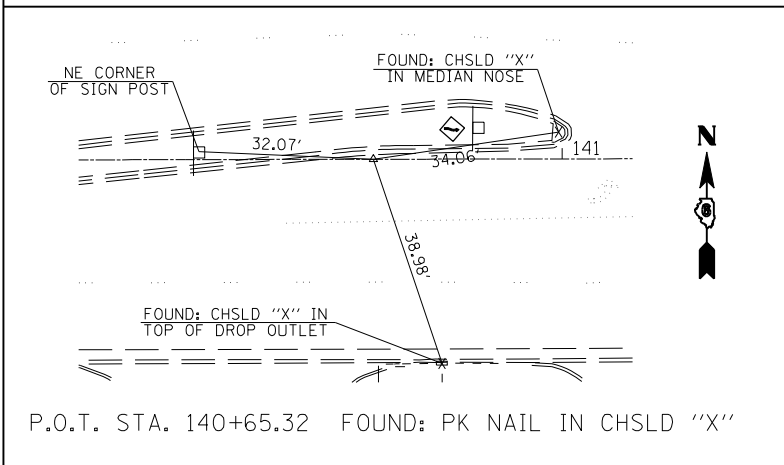 NE CORNER
OF SIGN POST
FOUND: CHSLD "X"
IN MEDIAN NOSE
32.07'
34.06
141
N
6
38.98'
FOUND: CHSLD "X" IN
TOP OF DROP OUTLET
P.O.T. STA. 140+65.32 FOUND: PK NAIL IN CHSLD "X"